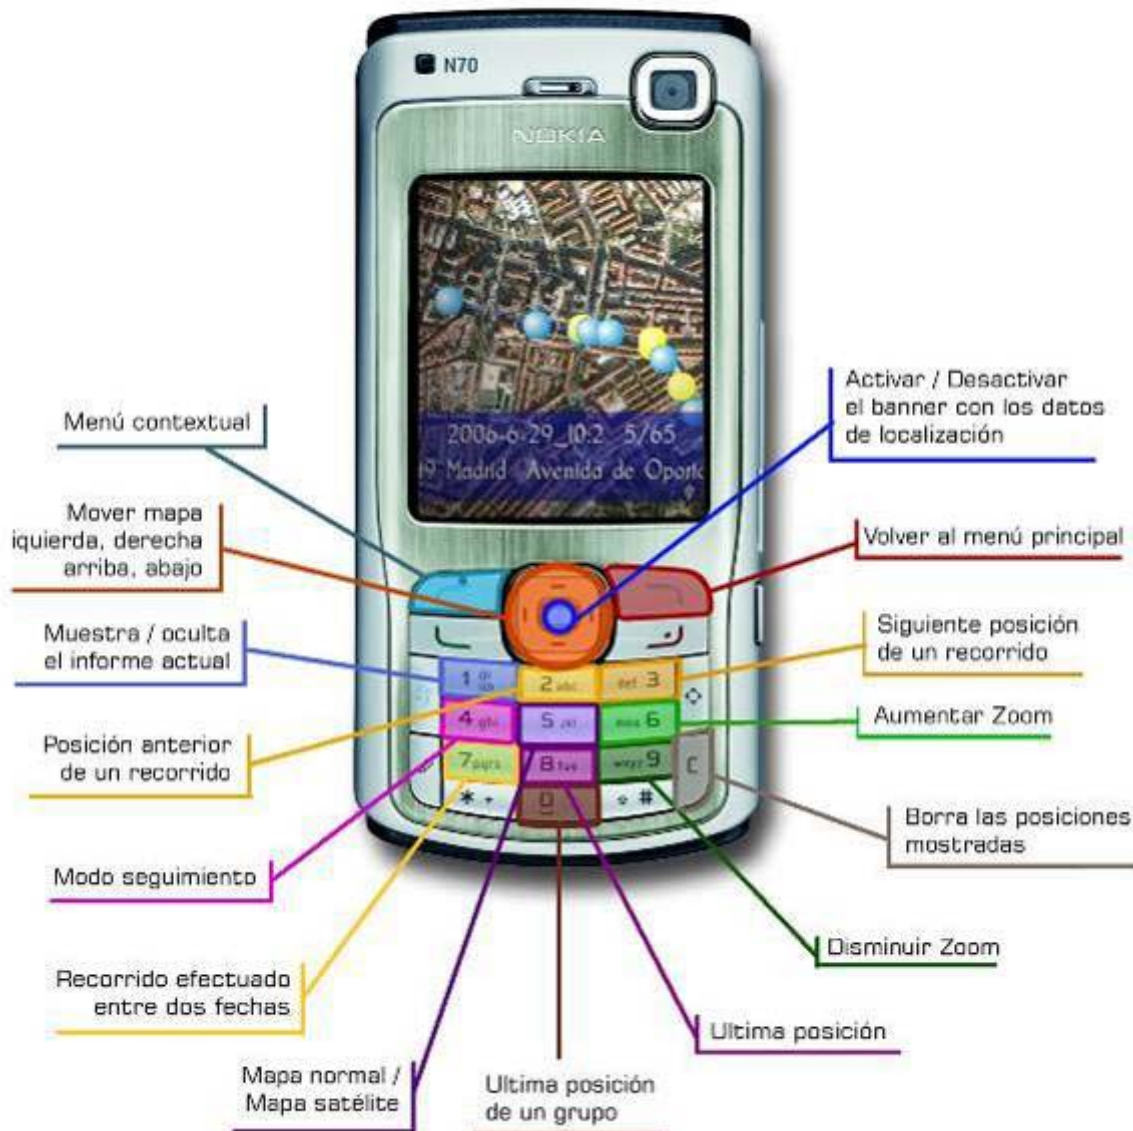 N70
NOKIA
2006-6-29_10:2 5/65
19 Madrid Avenida de Oporto
Menú contextual
Mover mapa
iquierda, derecha
arriba, abajo
Muestra / oculta
el informe actual
Posición anterior
de un recorrido
Modo seguimiento
Recorrido efectuado
entre dos fechas
Mapa normal /
Mapa satélite
Ultima posición
de un grupo
Ultima posición
Disminuir Zoom
Borra las posiciones
mostradas
Aumentar Zoom
Siguiente posición
de un recorrido
Volver al menú principal
Activar / Desactivar
el banner con los datos
de localización
1
2 abc
def 3
4 ghi
5 jkl
mno 6
7 pqrs
8 tuv
wxyz 9
* +
0
#
C